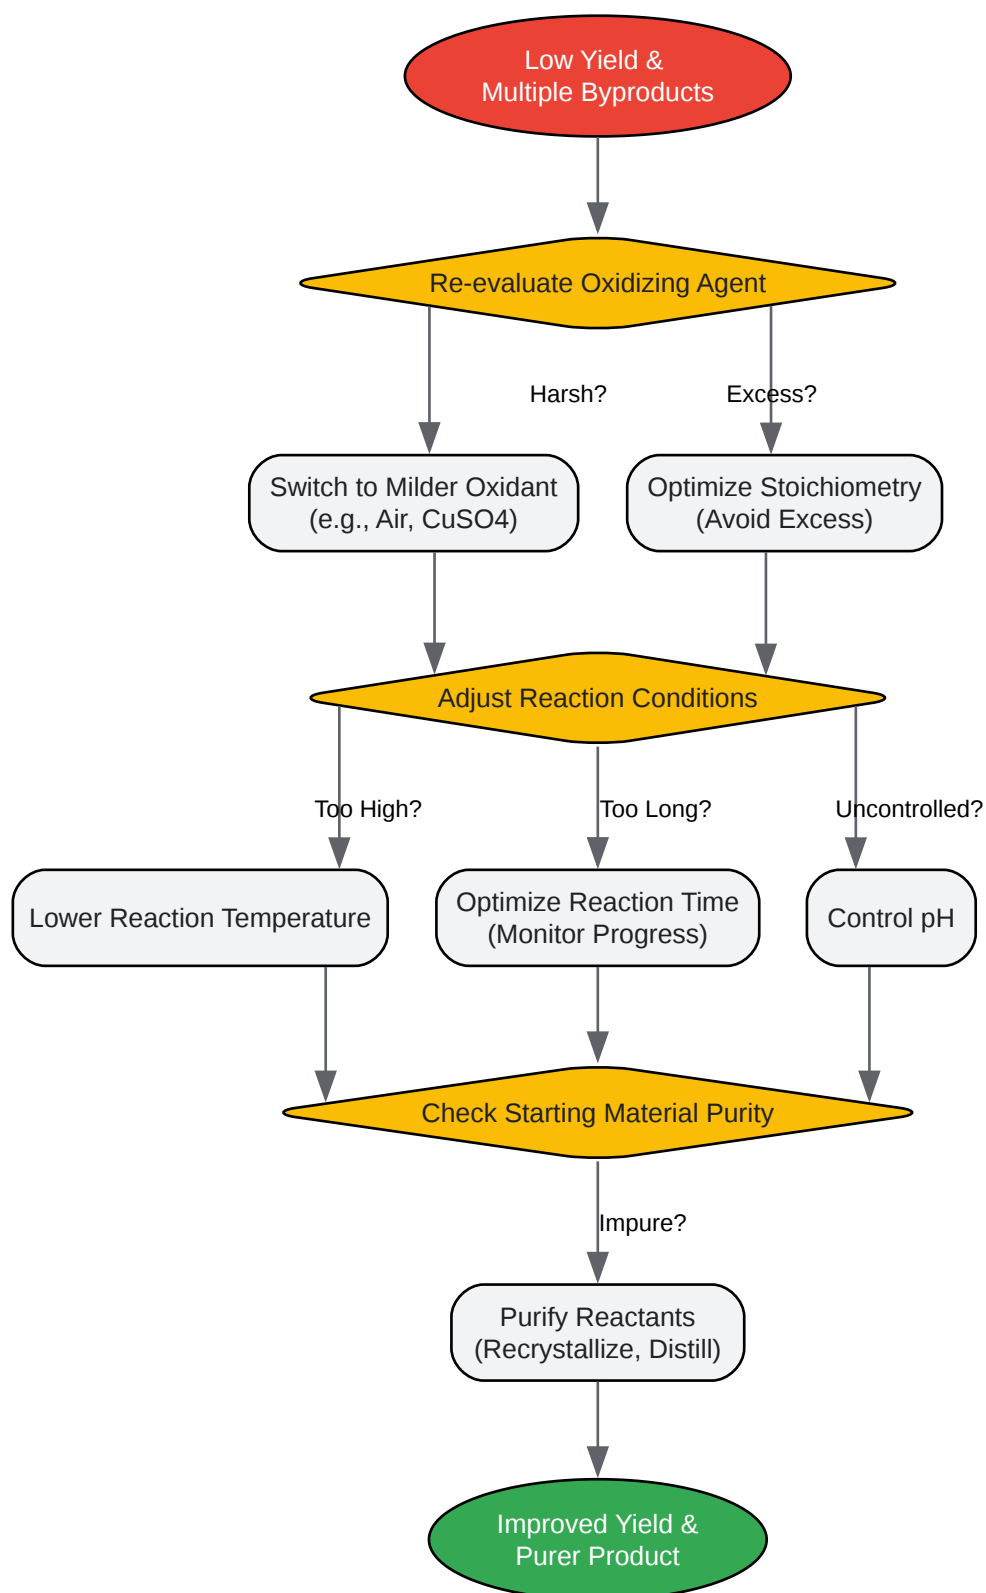 Low Yield &
Multiple Byproducts
Re-evaluate Oxidizing Agent
Harsh?
Excess?
Switch to Milder Oxidant
(e.g., Air, CuSO4)
Optimize Stoichiometry
(Avoid Excess)
Adjust Reaction Conditions
Too High?
Too Long?
Uncontrolled?
Lower Reaction Temperature
Optimize Reaction Time
(Monitor Progress)
Control pH
Check Starting Material Purity
Impure?
Purify Reactants
(Recrystallize, Distill)
Improved Yield &
Purer Product